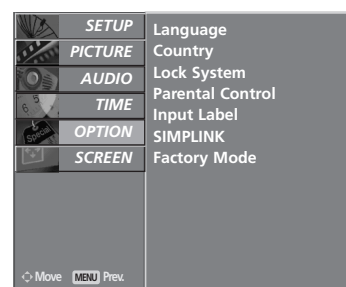 SETUP
PICTURE
AUDIO
TIME
OPTION
SCREEN
Language
Country
Lock System
Parental Control
Input Label
SIMPLINK
Factory Mode
Special
Move MENU Prev.